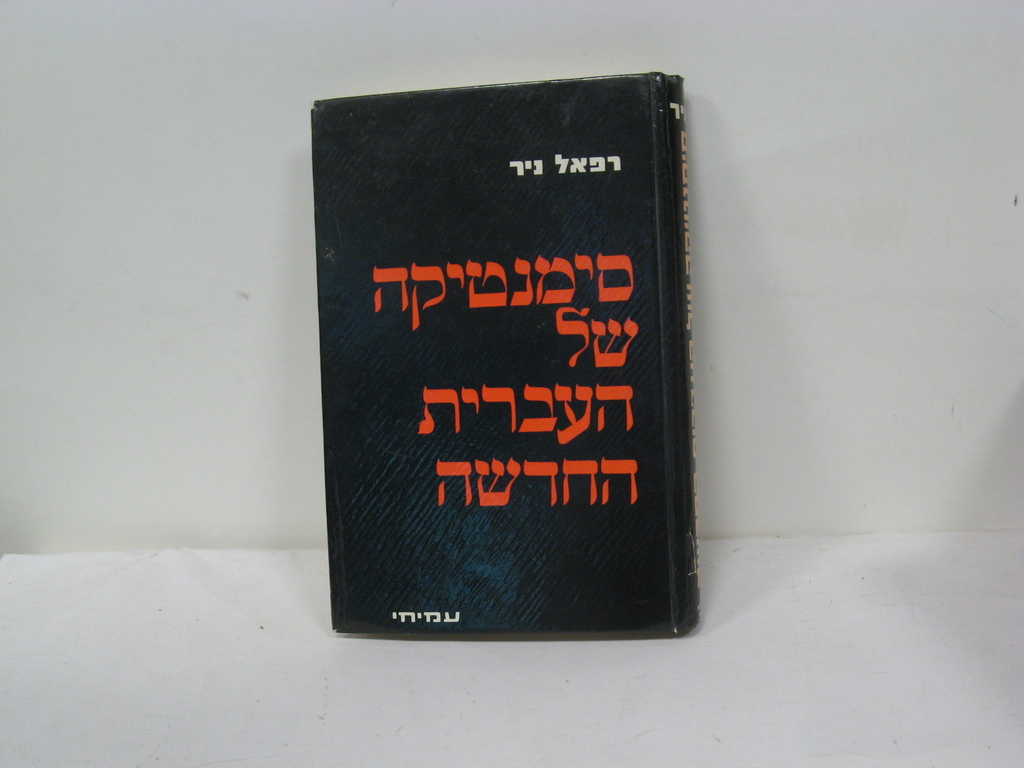 רפאל ניר
סימנטיקה
של
העברית
החדשה
עמיחי